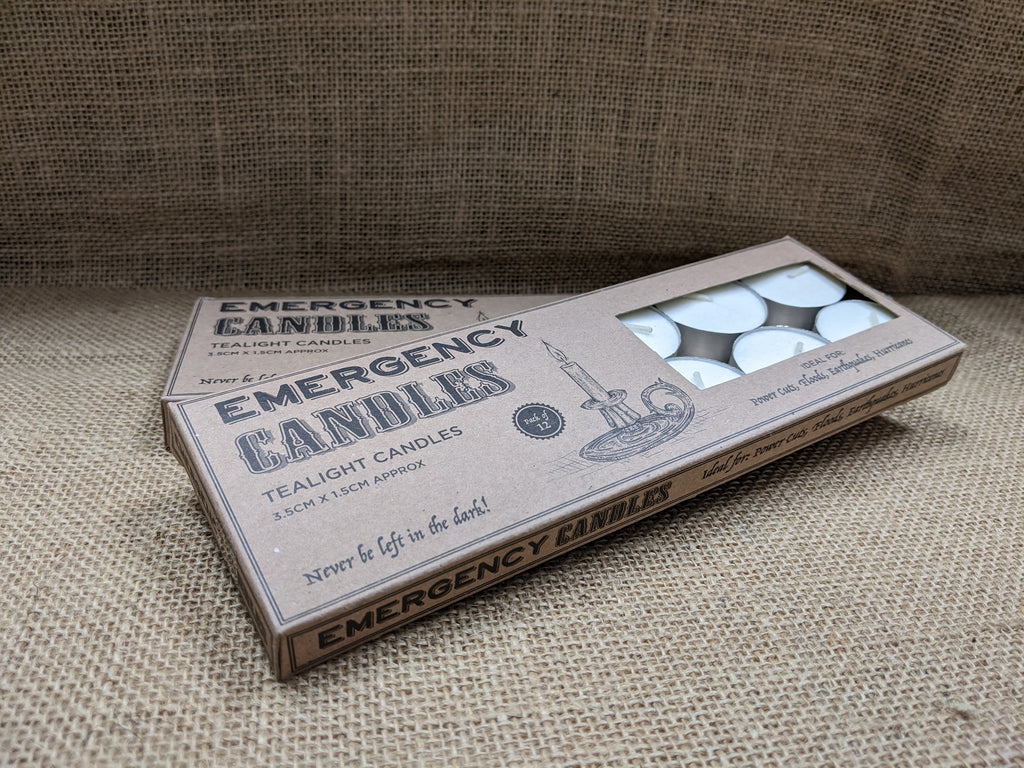 EMERGENCY
CANDLES
TEALIGHT CANDLES
3.5CM X 1.5CM APPROX
Never be
EMERGENCY
CANDLES
TEALIGHT CANDLES
3.5CM X 1.5CM APPROX
Never be left in the dark!
Pack of
12
IDEAL FOR:
Power Cuts, Floods, Earthquakes, Hurricanes
EMERGENCY CANDLES Ideal for: Power Cuts, Floods, Earthquakes, Hurricanes